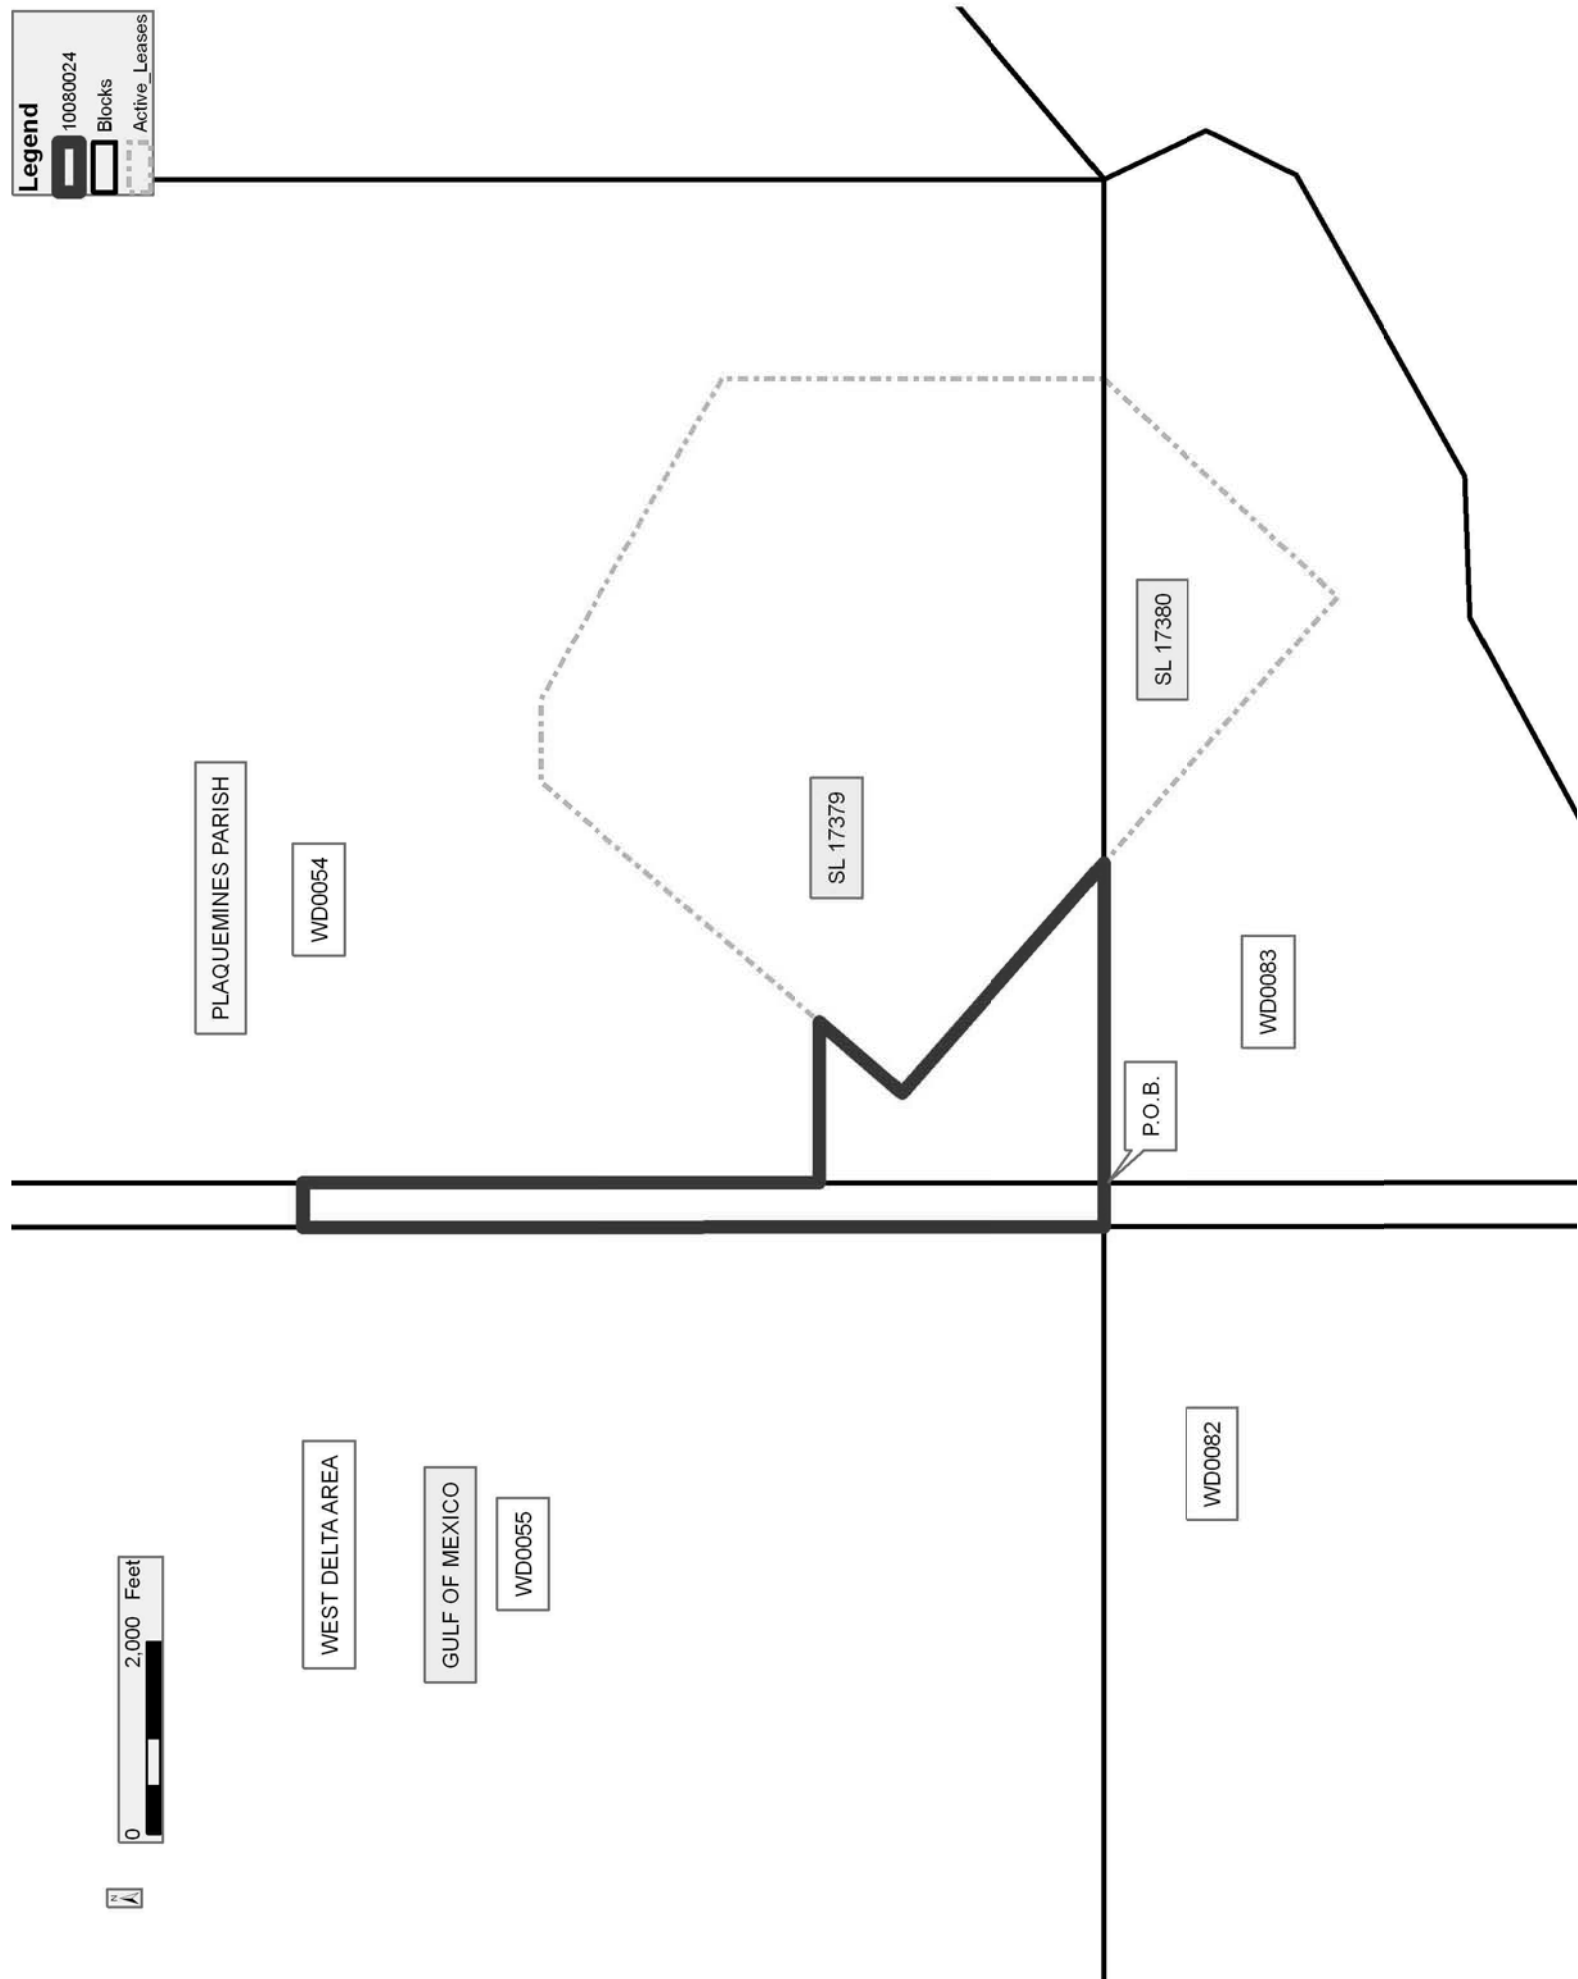 Legend
10080024
Blocks
Active_Leases
PLAQUEMINES PARISH
WD0054
SL 17379
SL 17380
WD0083
P.O.B.
WEST DELTA AREA
GULF OF MEXICO
WD0055
WD0082
0 2,000 Feet
N